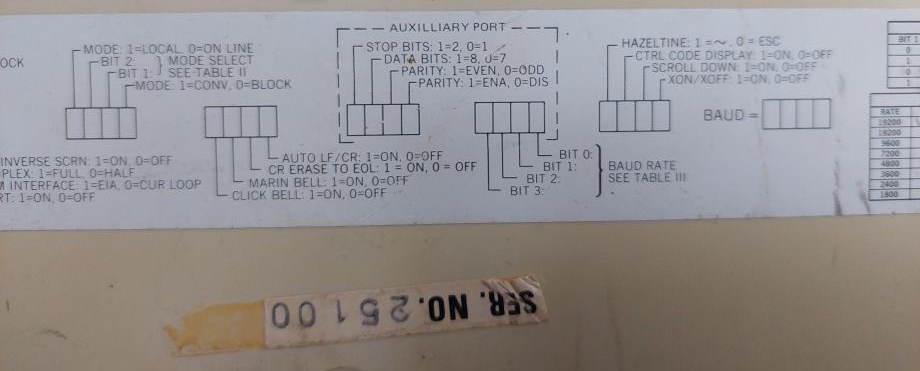 OCK
MODE: 1=LOCAL, 0=ON LINE
BIT 2: MODE SELECT
BIT 1: SEE TABLE II
MODE: 1=CONV, 0=BLOCK
INVERSE SCRN: 1=ON, 0=OFF
PLEX: 1=FULL, 0=HALF
M INTERFACE: 1=EIA, 0=CUR LOOP
RT: 1=ON, 0=OFF
AUTO LF/CR: 1=ON, 0=OFF
CR ERASE TO EOL: 1 = ON, 0 = OFF
MARIN BELL: 1=ON, 0=OFF
CLICK BELL: 1=ON, 0=OFF
AUXILLIARY PORT
STOP BITS: 1=2, 0=1
DATA BITS: 1=8, 0=7
PARITY: 1=EVEN, 0=ODD
PARITY: 1=ENA, 0=DIS
BIT 0:
BIT 1:
BIT 2:
BIT 3:
BAUD RATE
SEE TABLE III
HAZELTINE: 1 =~, 0 = ESC
CTRL CODE DISPLAY: 1=ON, 0=OFF
SCROLL DOWN: 1=ON, 0=OFF
XON/XOFF: 1=ON, 0=OFF
BAUD =
BIT 1
0
1
0
1
RATE
19200
19200
9600
7200
4800
3600
2400
1800
SER. NO. 25100